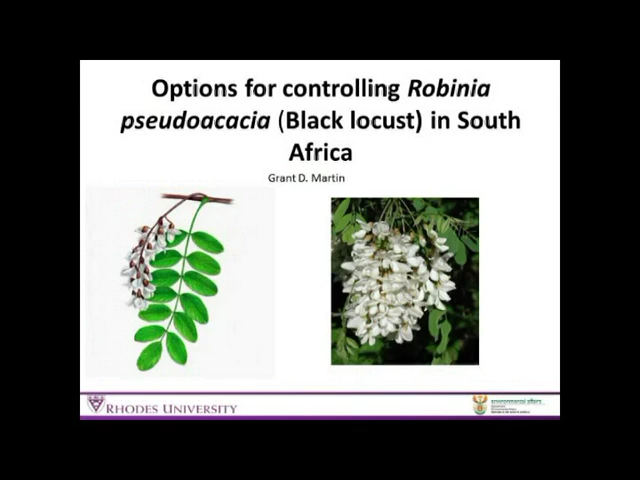 Options for controlling Robinia
pseudoacacia (Black locust) in South
Africa
Grant D. Martin
RHODES UNIVERSITY
environmental affairs